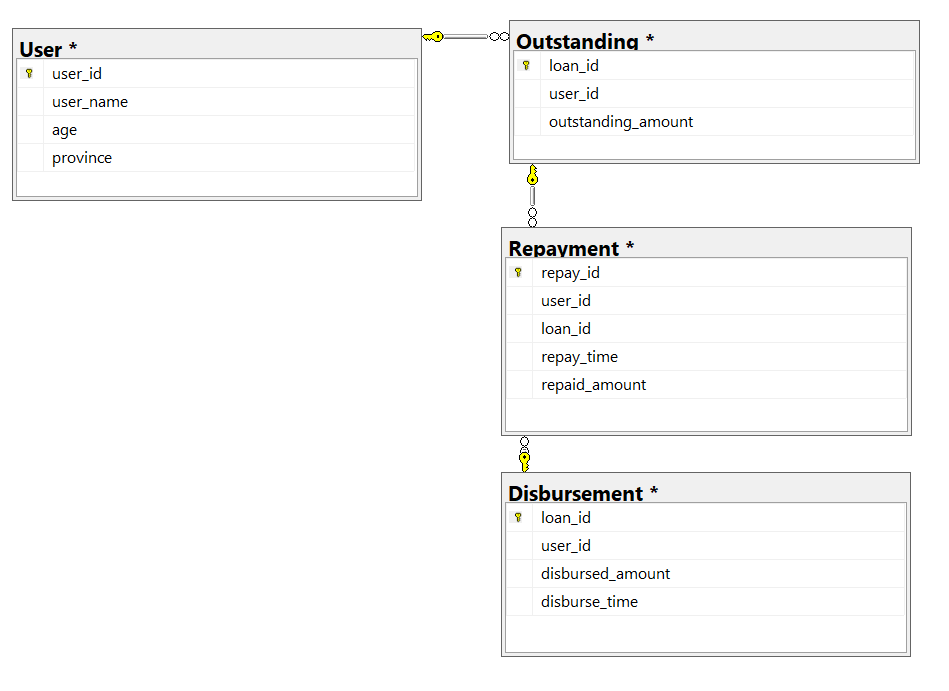 User *
user_id
user_name
age
province
Outstanding *
loan_id
user_id
outstanding_amount
Repayment *
repay_id
user_id
loan_id
repay_time
repaid_amount
Disbursement *
loan_id
user_id
disbursed_amount
disburse_time